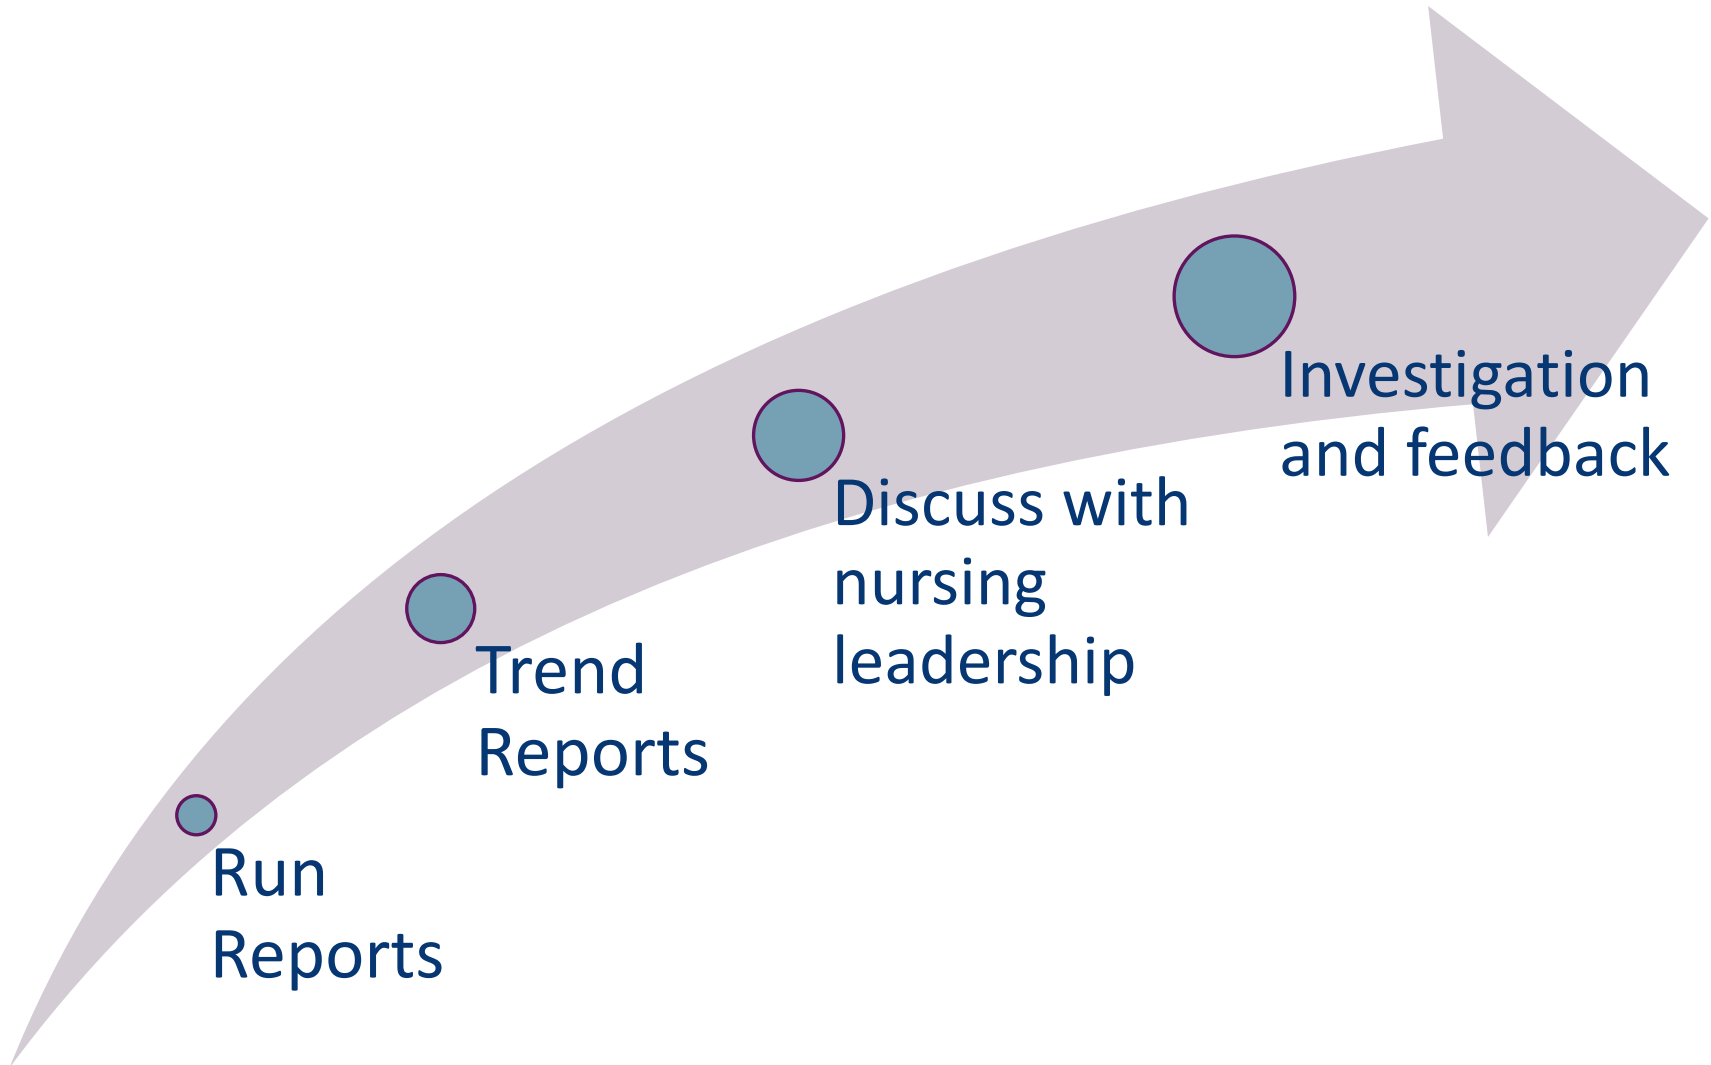 Run
Reports
Trend
Reports
Discuss with
nursing
leadership
Investigation
and feedback